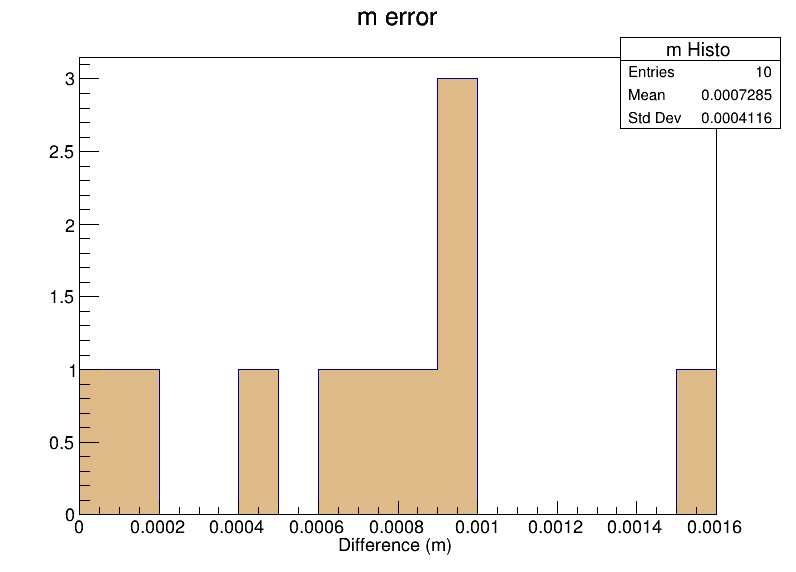 m error
m Histo
Entries 10
Mean 0.0007285
Std Dev 0.0004116
3
2.5
2
1.5
1
0.5
0
0 0.0002 0.0004 0.0006 0.0008 0.001 0.0012 0.0014 0.0016
Difference (m)